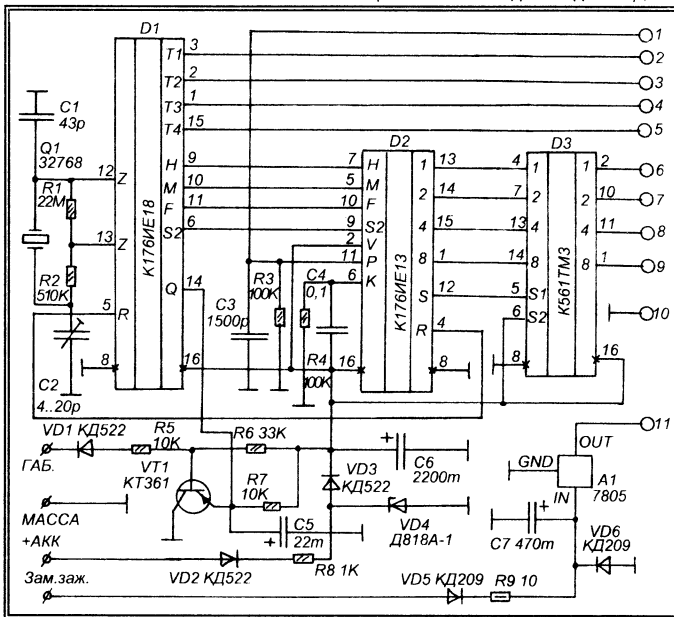 D1
T1 3 1
T2 2 2
T3 1 3
T4 15 4
5
C1
43p
D2
D3
Q1
32768
12 Z
H 9 7 H 1 13 4 1 1 2 6
R1
22M
M 10 5 M 2 14 7 2 2 10 7
F 11 10 F
S2 6 9 S2 4 15 13 4 4 11 8
2 V
13 Z
К176ИЕ18
Q 14
11 P 8 1 14 8 8 1 9
R3
100K
C4
0,1
6 K
К176ИЕ13
S 12 5 S1
К561ТМ3
R2
510K
C3
1500p
6 S2
10
5 R
R 4
R4
100K
8
16
16
8
8
16
C2
4..20p
VD1 КД522
R5
10K
R6 33K
11
OUT
ГАБ.
VT1
КТ361
C6
2200m
GND
A1
7805
R7
10K
VD3
КД522
IN
МАССА
+АКК
C5
22m
VD4
Д818А-1
C7 470m
VD6
КД209
VD2 КД522
R8 1K
Зам.заж.
VD5 КД209
R9 10